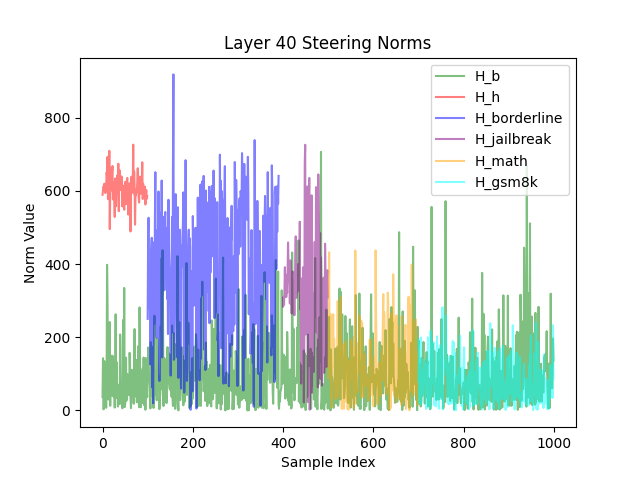 Layer 40 Steering Norms
H_b
H_h
H_borderline
H_jailbreak
H_math
H_gsm8k
Norm Value
800
600
400
200
0
0
200
400
600
800
1000
Sample Index